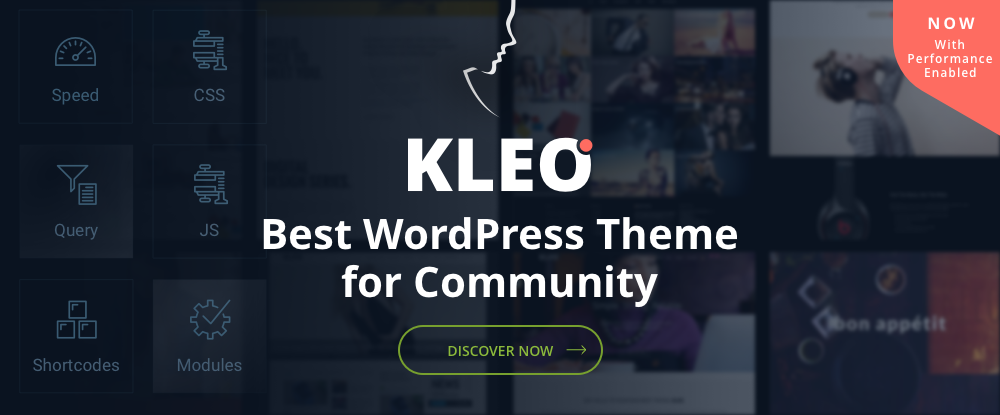 NOW
With
Performance
Enabled
Speed
CSS
KLEO
Query
JS
Best WordPress Theme
for Community
bon appétit
Shortcodes
Modules
DISCOVER NOW